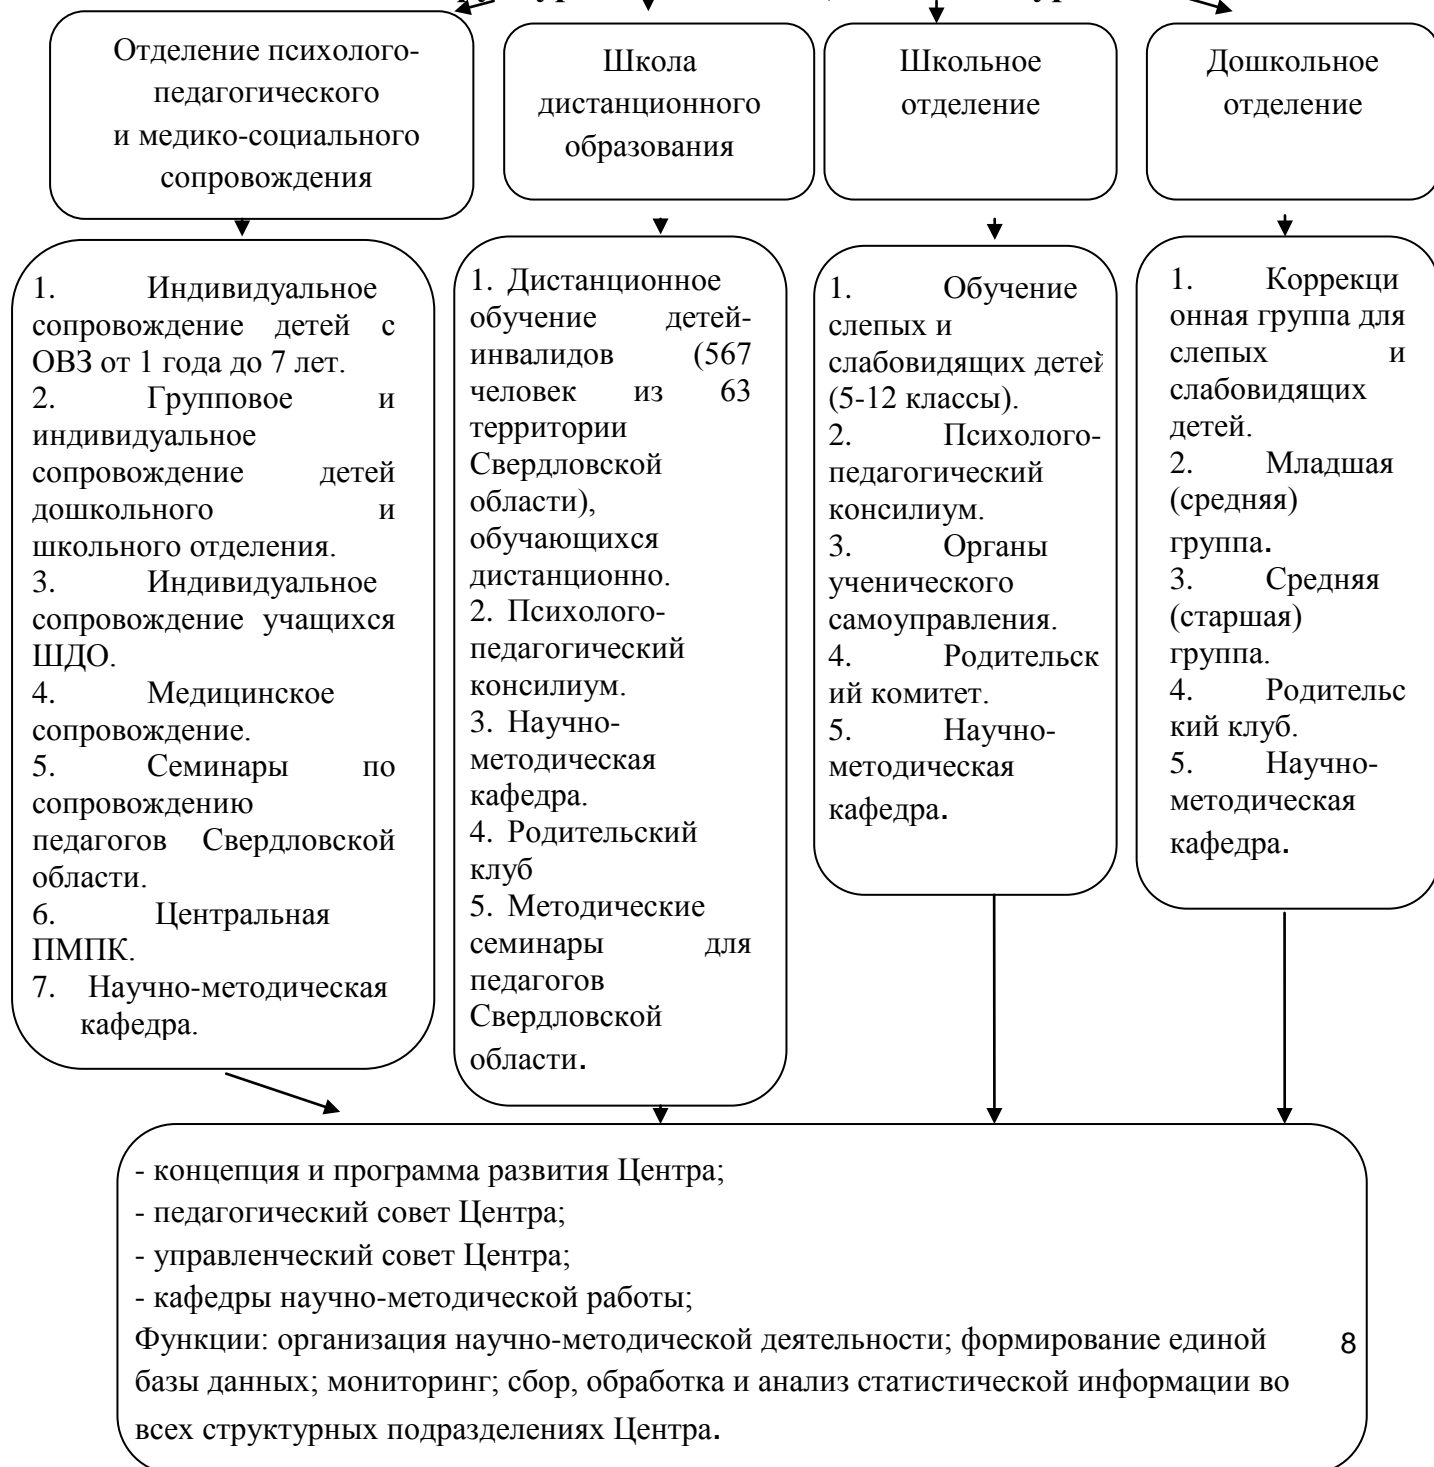 Отделение психолого-
педагогического
и медико-социального
сопровождения
Школа
дистанционного
образования
Школьное
отделение
Дошкольное
отделение
1. Индивидуальное
сопровождение детей с
ОВЗ от 1 года до 7 лет.
2. Групповое и
индивидуальное
сопровождение детей
дошкольного и
школьного отделения.
3. Индивидуальное
сопровождение учащихся
ШДО.
4. Медицинское
сопровождение.
5. Семинары по
сопровождению
педагогов Свердловской
области.
6. Центральная
ПМПК.
7. Научно-методическая
кафедра.
1. Дистанционное
обучение детей-
инвалидов (567
человек из 63
территории
Свердловской
области),
обучающихся
дистанционно.
2. Психолого-
педагогический
консилиум.
3. Научно-
методическая
кафедра.
4. Родительский
клуб
5. Методические
семинары для
педагогов
Свердловской
области.
1. Обучение
слепых и
слабовидящих детей
(5-12 классы).
2. Психолого-
педагогический
консилиум.
3. Органы
ученического
самоуправления.
4. Родительск
ий комитет.
5. Научно-
методическая
кафедра.
1. Коррекци
онная группа для
слепых и
слабовидящих
детей.
2. Младшая
(средняя)
группа.
3. Средняя
(старшая)
группа.
4. Родительс
кий клуб.
5. Научно-
методическая
кафедра.
- концепция и программа развития Центра;
- педагогический совет Центра;
- управленческий совет Центра;
- кафедры научно-методической работы;
Функции: организация научно-методической деятельности; формирование единой
базы данных; мониторинг; сбор, обработка и анализ статистической информации во
всех структурных подразделениях Центра.
8